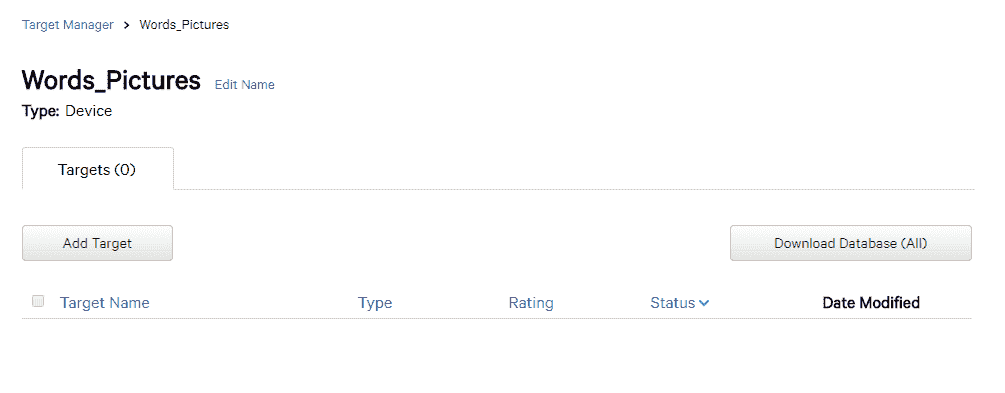 Target Manager > Words_Pictures
Words_Pictures Edit Name
Type: Device
Targets (0)
Add Target Download Database (All)
Target Name Type Rating Status Date Modified